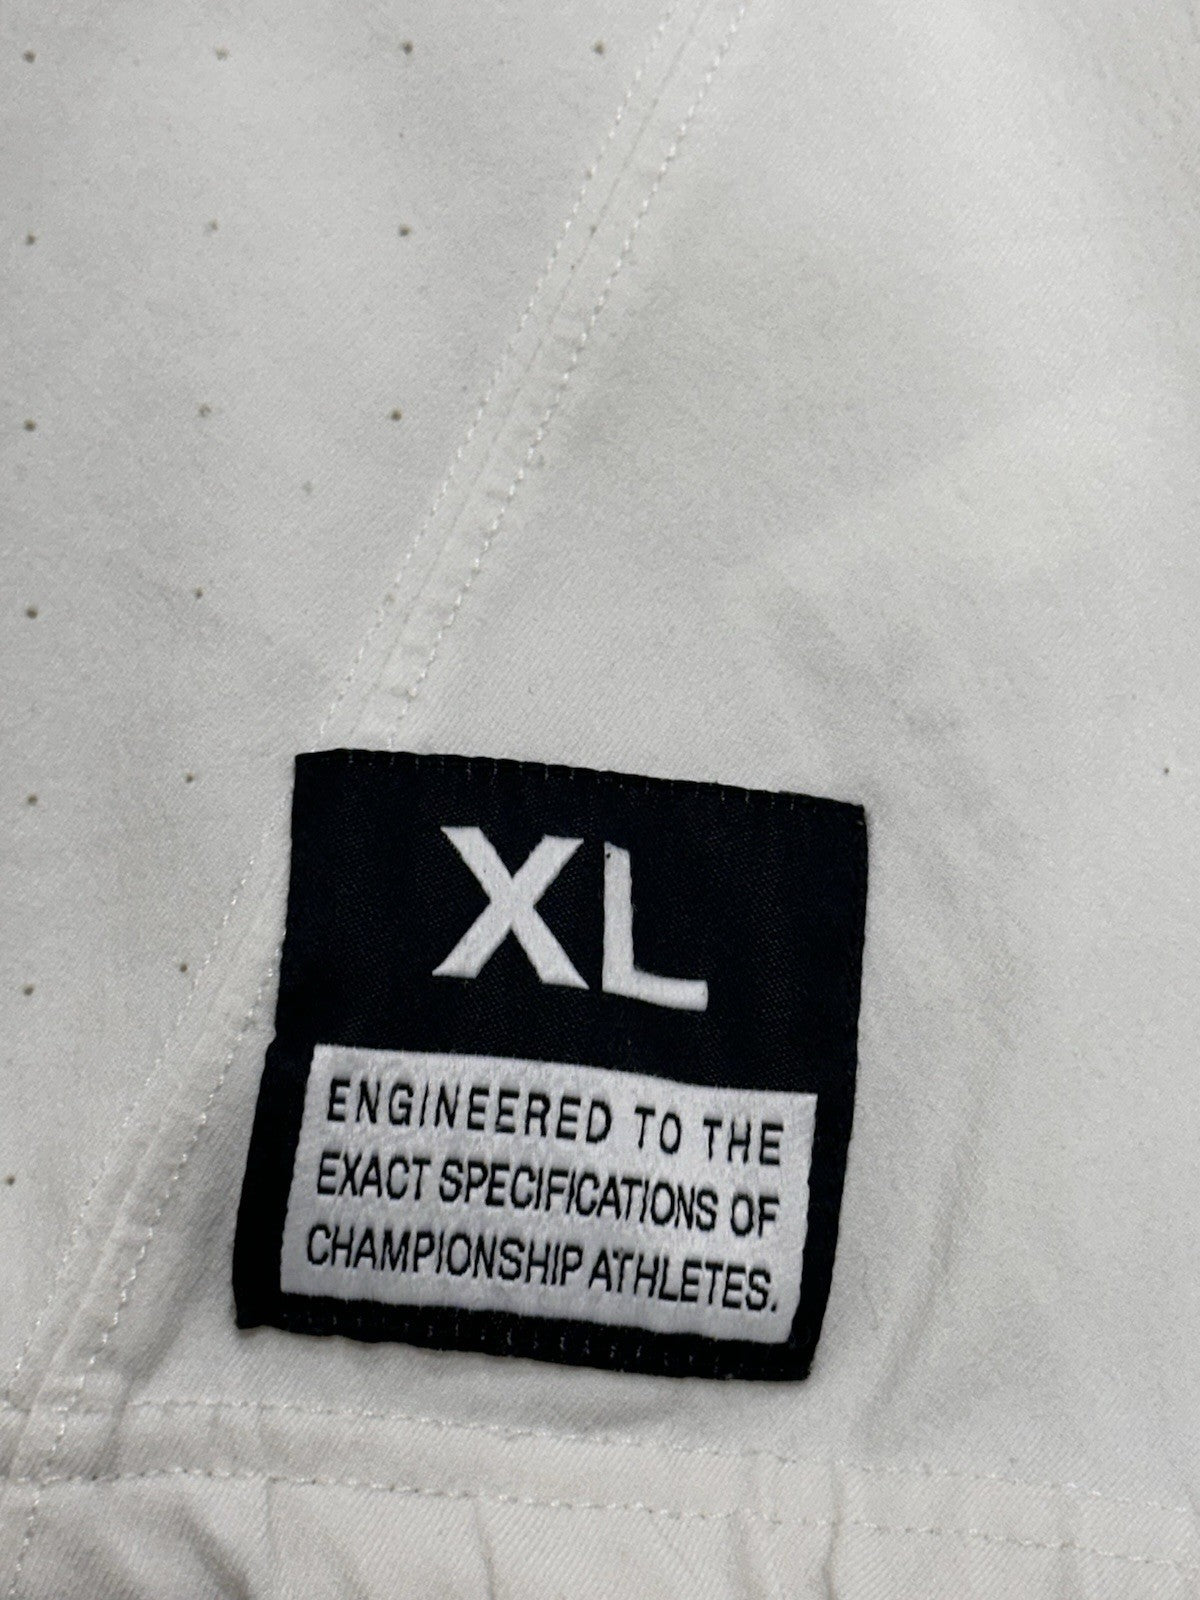 XL
ENGINEERED TO THE
EXACT SPECIFICATIONS OF
CHAMPIONSHIP ATHLETES.